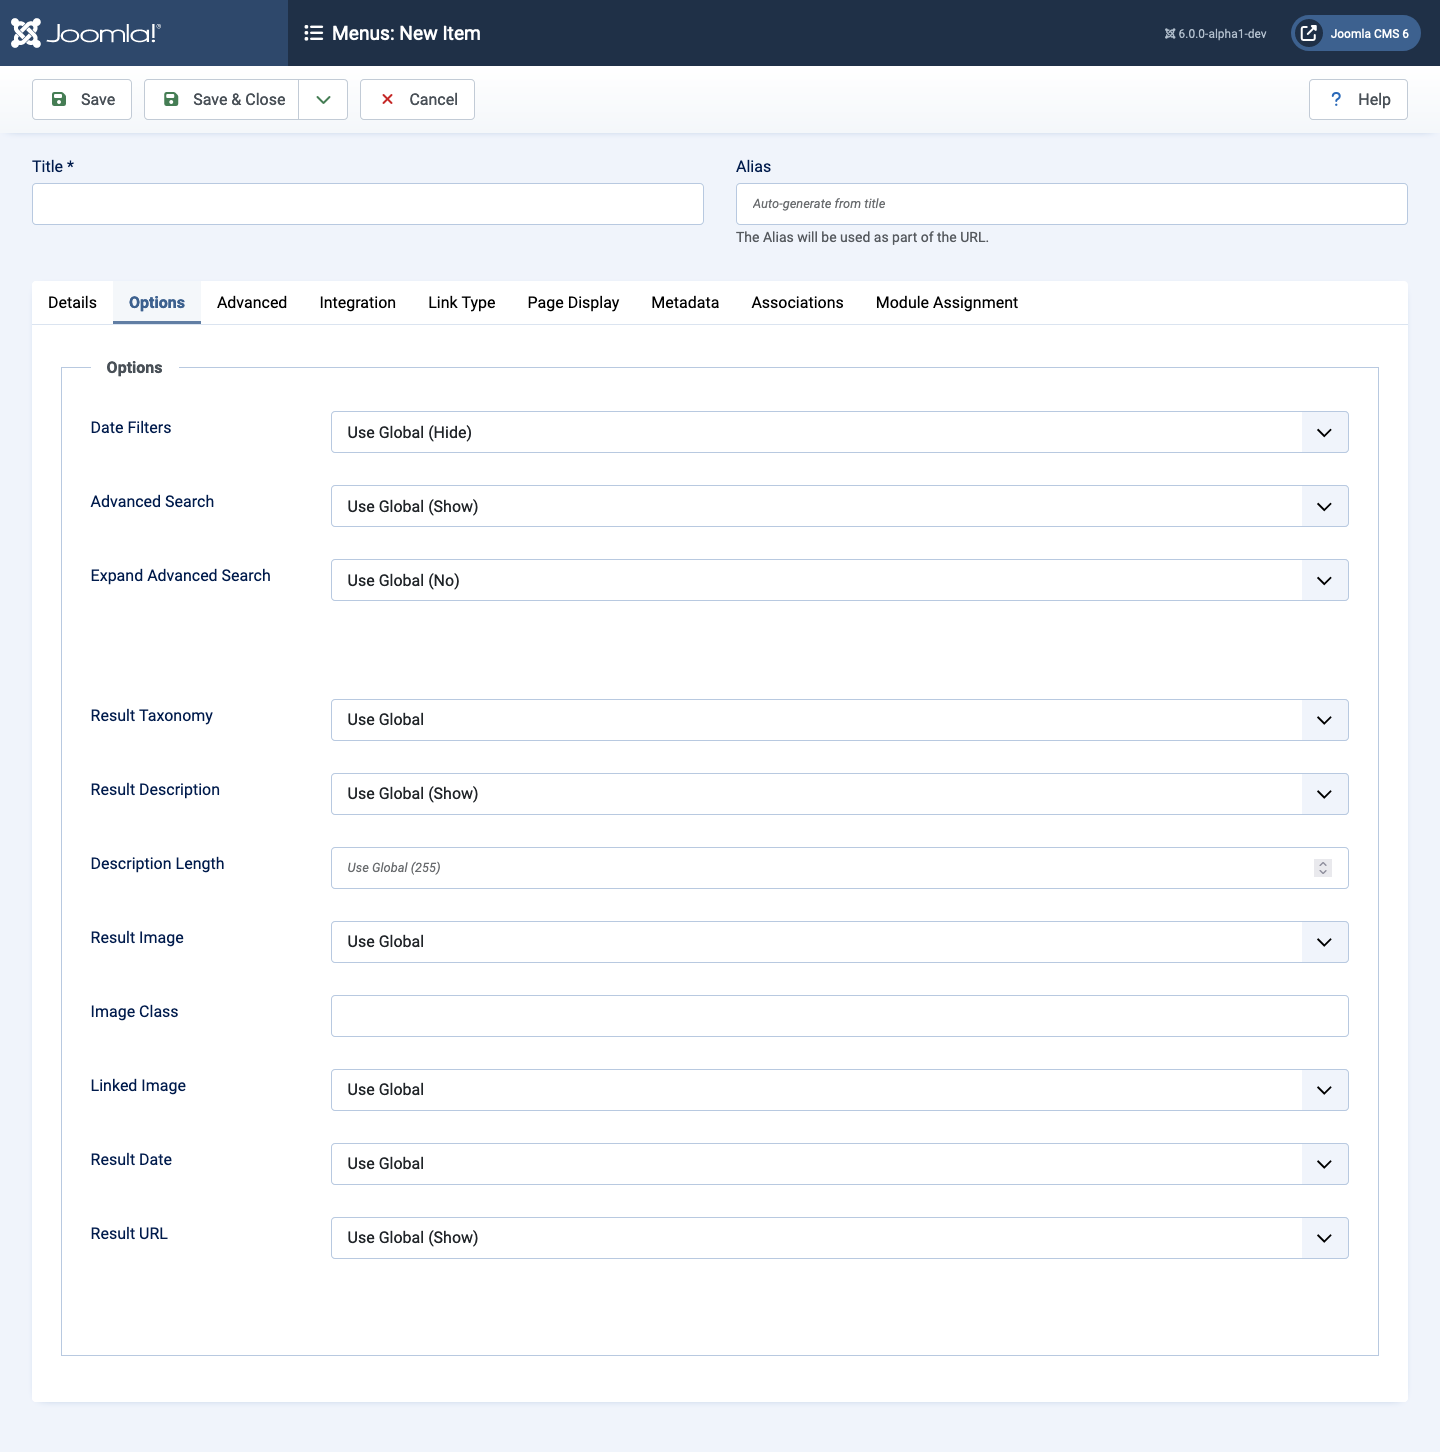 Joomla!®
Menus: New Item
6.0.0-alpha1-dev
Joomla CMS 6
Save
Save & Close
Cancel
? Help
Title *
Alias
Auto-generate from title
The Alias will be used as part of the URL.
Details Options Advanced Integration Link Type Page Display Metadata Associations Module Assignment
Options
Date Filters
Use Global (Hide)
Advanced Search
Use Global (Show)
Expand Advanced Search
Use Global (No)
Result Taxonomy
Use Global
Result Description
Use Global (Show)
Description Length
Use Global (255)
Result Image
Use Global
Image Class
Linked Image
Use Global
Result Date
Use Global
Result URL
Use Global (Show)